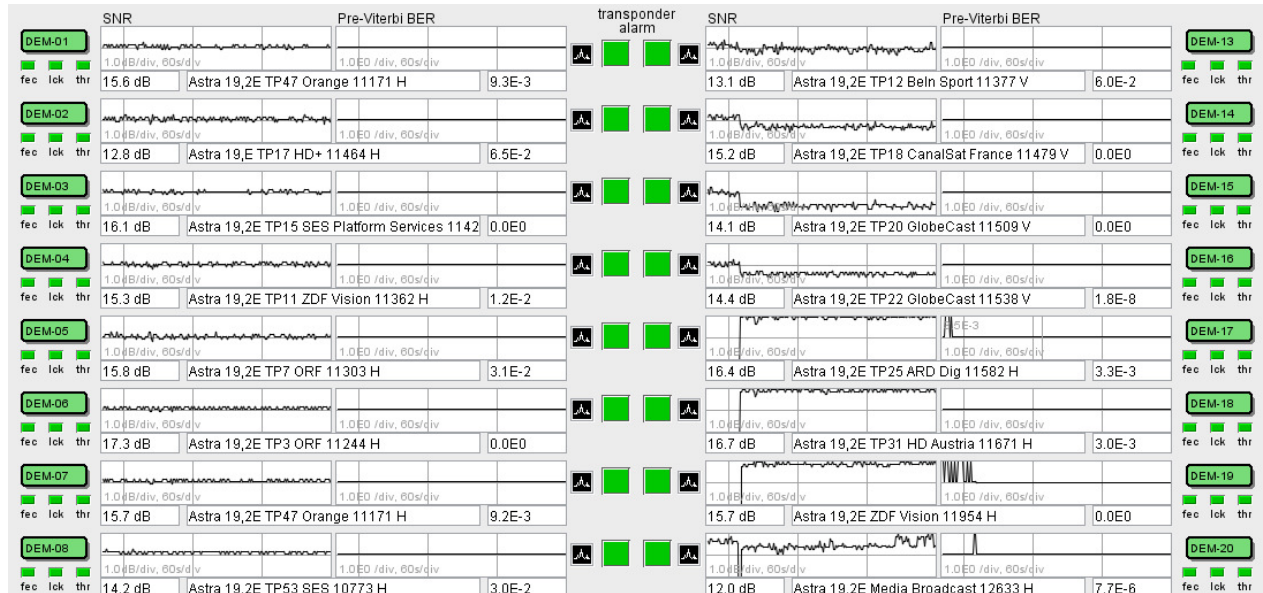 SNR Pre-Viterbi BER transponder alarm SNR Pre-Viterbi BER
DEM-01 1.0dB/div, 60s/div 1.0E0 /div, 60s/div 1.0dB/div, 60s/div 1.0E0 /div, 60s/div DEM-13
fec lck thr 15.6 dB Astra 19,2E TP47 Orange 11171 H 9.3E-3 13.1 dB Astra 19,2E TP12 BeIn Sport 11377 V 6.0E-2 fec lck thr
DEM-02 1.0dB/div, 60s/div 1.0E0 /div, 60s/div 1.0dB/div, 60s/div 1.0E0 /div, 60s/div DEM-14
fec lck thr 12.8 dB Astra 19,E TP17 HD+ 11464 H 6.5E-2 15.2 dB Astra 19,2E TP18 CanalSat France 11479 V 0.0E0 fec lck thr
DEM-03 1.0dB/div, 60s/div 1.0E0 /div, 60s/div 1.0dB/div, 60s/div 1.0E0 /div, 60s/div DEM-15
fec lck thr 16.1 dB Astra 19,2E TP15 SES Platform Services 1142 0.0E0 14.1 dB Astra 19,2E TP20 GlobeCast 11509 V 0.0E0 fec lck thr
DEM-04 1.0dB/div, 60s/div 1.0E0 /div, 60s/div 1.0dB/div, 60s/div 1.0E0 /div, 60s/div DEM-16
fec lck thr 15.3 dB Astra 19,2E TP11 ZDF Vision 11362 H 1.2E-2 14.4 dB Astra 19,2E TP22 GlobeCast 11538 V 1.8E-8 fec lck thr
DEM-05 1.0dB/div, 60s/div 1.0E0 /div, 60s/div 1.0dB/div, 60s/div 1.0E0 /div, 60s/div DEM-17
fec lck thr 15.8 dB Astra 19,2E TP7 ORF 11303 H 3.1E-2 16.4 dB Astra 19,2E TP25 ARD Dig 11582 H 3.3E-3 fec lck thr
DEM-06 1.0dB/div, 60s/div 1.0E0 /div, 60s/div 1.0dB/div, 60s/div 1.0E0 /div, 60s/div DEM-18
fec lck thr 17.3 dB Astra 19,2E TP3 ORF 11244 H 0.0E0 16.7 dB Astra 19,2E TP31 HD Austria 11671 H 3.0E-3 fec lck thr
DEM-07 1.0dB/div, 60s/div 1.0E0 /div, 60s/div 1.0dB/div, 60s/div 1.0E0 /div, 60s/div DEM-19
fec lck thr 15.7 dB Astra 19,2E TP47 Orange 11171 H 9.2E-3 15.7 dB Astra 19,2E ZDF Vision 11954 H 0.0E0 fec lck thr
DEM-08 1.0dB/div, 60s/div 1.0E0 /div, 60s/div 1.0dB/div, 60s/div 1.0E0 /div, 60s/div DEM-20
fec lck thr 14.2 dB Astra 19.2E TP53 SES 10773 H 3.0E-2 12.0 dB Astra 19.2E Media Broadcast 12633 H 7.7E-6 fec lck thr